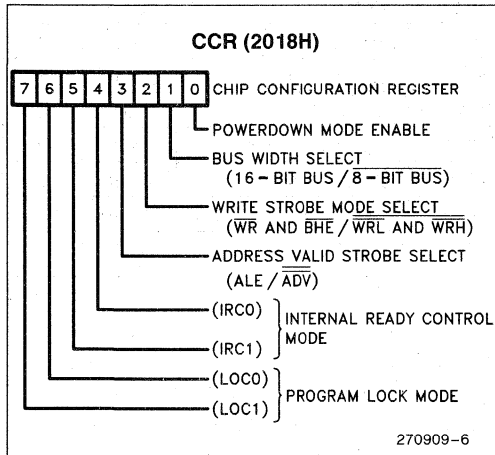 CCR (2018H)
7 6 5 4 3 2 1 0 CHIP CONFIGURATION REGISTER
POWERDOWN MODE ENABLE
BUS WIDTH SELECT
(16-BIT BUS / 8-BIT BUS)
WRITE STROBE MODE SELECT
(WR AND BHE / WRL AND WRH)
ADDRESS VALID STROBE SELECT
(ALE / ADV)
(IRC0)
INTERNAL READY CONTROL
MODE
(IRC1)
(LOC0)
PROGRAM LOCK MODE
(LOC1)
270909-6